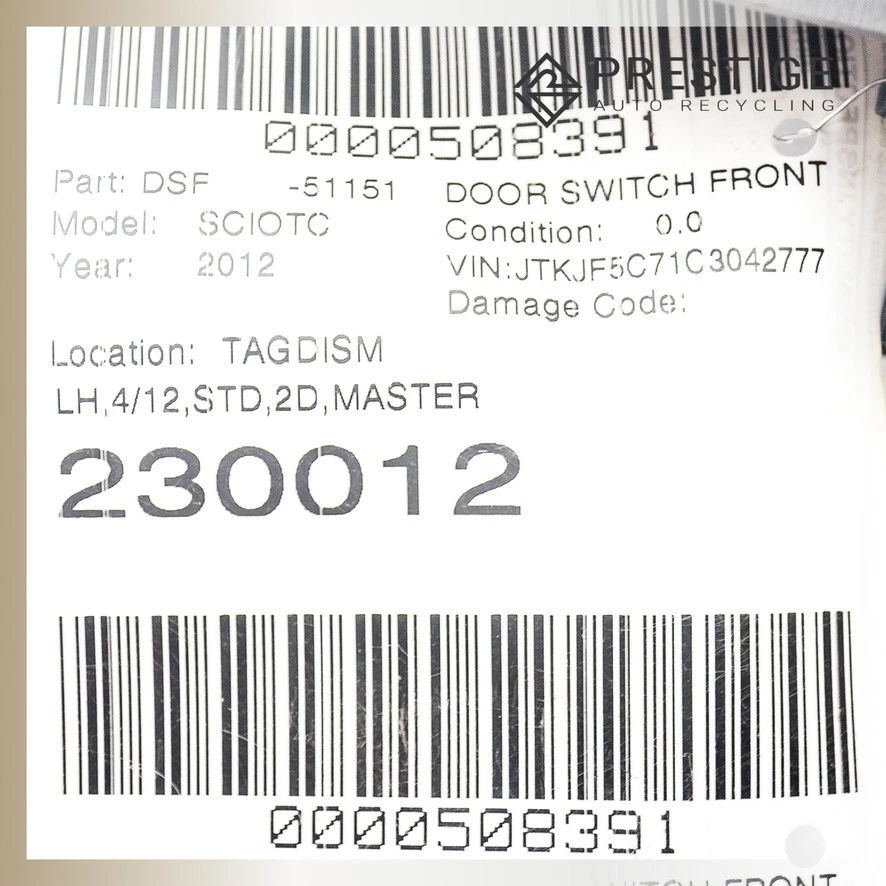 PRESTIGE
AUTO RECYCLING
0000508391
Part: DSF -51151 DOOR SWITCH FRONT
Model: SCIOTC Condition: 0.0
Year: 2012 VIN:JTKJF5C71C3042777
Damage Code:
Location: TAGDISM
LH,4/12,STD,2D,MASTER
230012
0000508391
FRONT